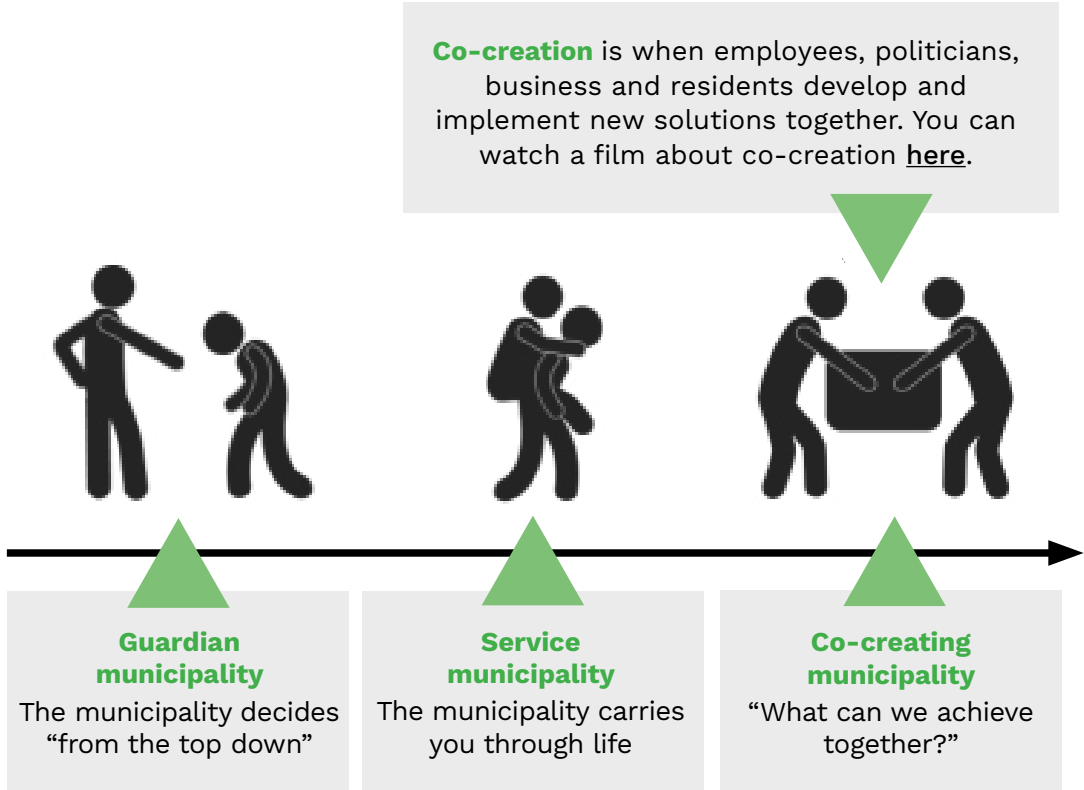 Co-creation is when employees, politicians,
business and residents develop and
implement new solutions together. You can
watch a film about co-creation here.
Guardian
municipality
The municipality decides
“from the top down”
Service
municipality
The municipality carries
you through life
Co-creating
municipality
“What can we achieve
together?”